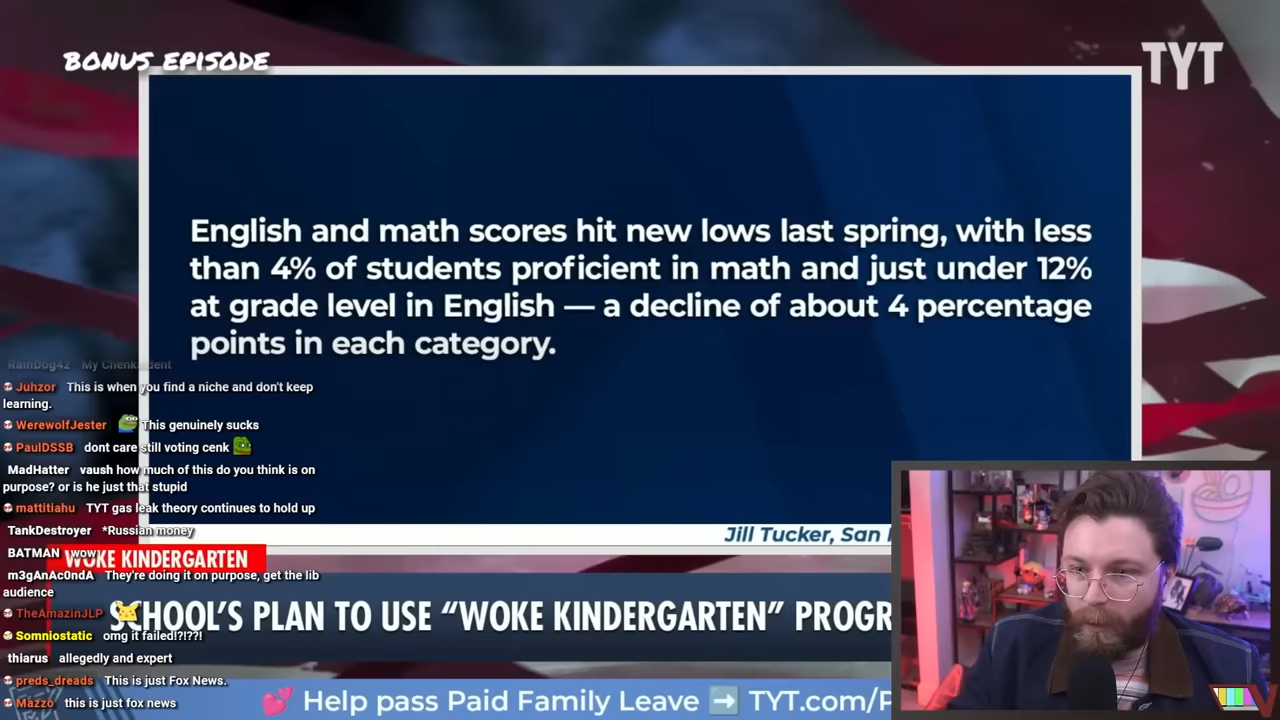 BONUS EPISODE
TYT
English and math scores hit new lows last spring, with less
than 4% of students proficient in math and just under 12%
at grade level in English — a decline of about 4 percentage
points in each category.
RainDog42 My Chenk
Juhzor This is when you find a niche and don't keep
learning.
WerewolfJester This genuinely sucks
PaulDSSB dont care still voting cenk
MadHatter vaush how much of this do you think is on
purpose? or is he just that stupid
mattitiahu TYT gas leak theory continues to hold up
TankDestroyer *Russian money
BATMAN wow
m3gAnAc0ndA They're doing it on purpose, get the lib
audience
TheAmazinJLP
Somniostatic omg it failed!?!??!
thiarus allegedly and expert
preds_dreads This is just Fox News.
Mazzo this is just fox news
Jill Tucker, San
WOKE KINDERGARTEN
SCHOOL'S PLAN TO USE “WOKE KINDERGARTEN” PROGR
Help pass Paid Family Leave TYT.com/P